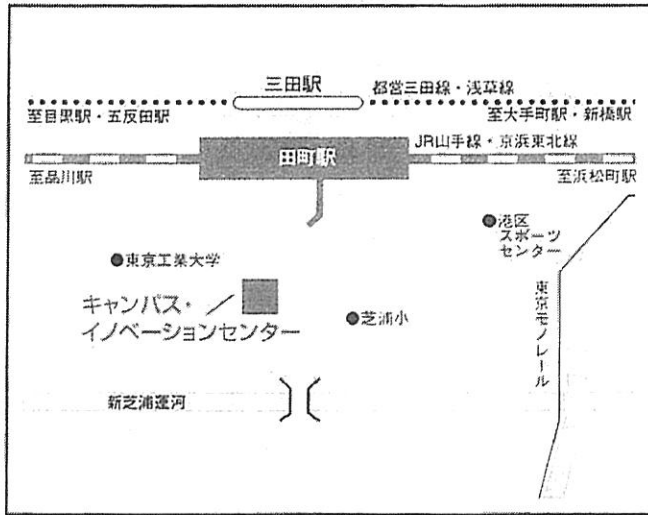 三田駅
都営三田線・浅草線
至目黒駅・五反田駅
至大手町駅・新橋駅
田町駅
JR山手線・京浜東北線
至品川駅
至浜松町駅
港区
スポーツ
センター
東京工業大学
キャンパス・
イノベーションセンター
芝浦小
東京モノレール
新芝浦運河